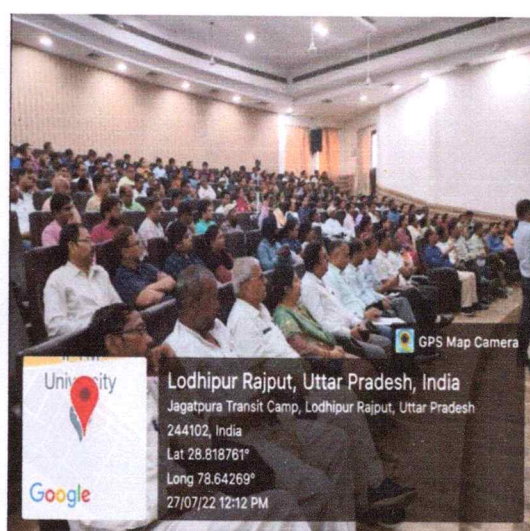 GPS Map Camera
University
Google
Lodhipur Rajput, Uttar Pradesh, India
Jagatpura Transit Camp, Lodhipur Rajput, Uttar Pradesh
244102, India
Lat 28.818761°
Long 78.64269°
27/07/22 12:12 PM